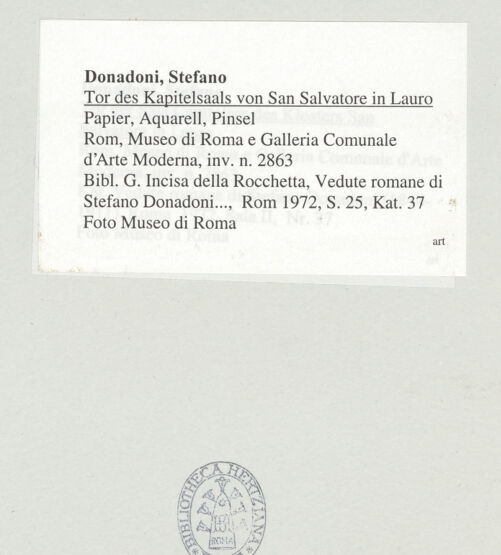 Donadoni, Stefano
Tor des Kapitelsaals von San Salvatore in Lauro
Papier, Aquarell, Pinsel
Rom, Museo di Roma e Galleria Comunale
d'Arte Moderna, inv. n. 2863
Bibl. G. Incisa della Rocchetta, Vedute romane di
Stefano Donadoni..., Rom 1972, S. 25, Kat. 37
Foto Museo di Roma
art
BIBLIOTHECA HERTZIANA
ROMA